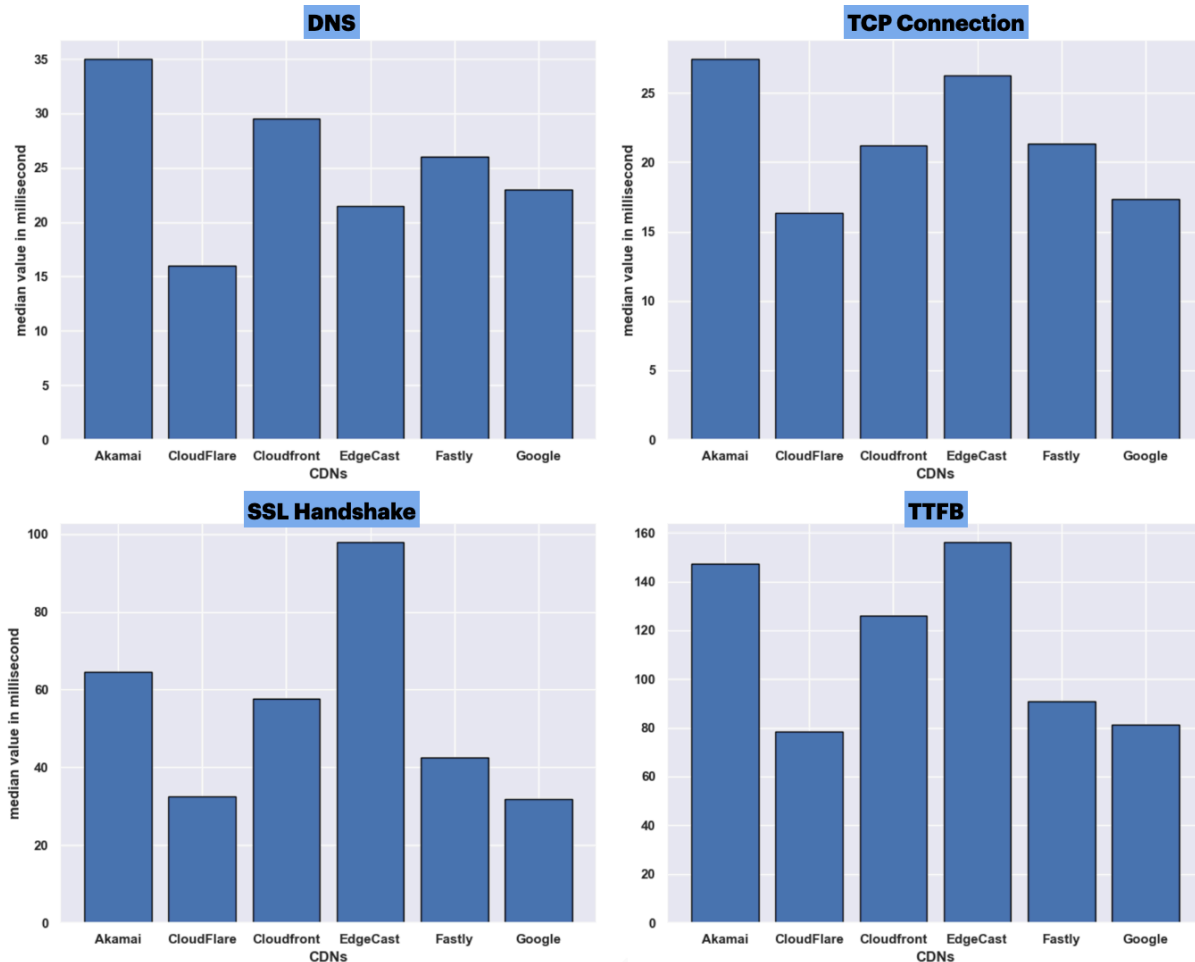 DNS
median value in millisecond
35
30
25
20
15
10
5
0
Akamai CloudFlare Cloudfront EdgeCast Fastly Google
CDNs
TCP Connection
median value in millisecond
25
20
15
10
5
0
Akamai CloudFlare Cloudfront EdgeCast Fastly Google
CDNs
SSL Handshake
median value in millisecond
100
80
60
40
20
0
Akamai CloudFlare Cloudfront EdgeCast Fastly Google
CDNs
TTFB
160
140
120
100
80
60
40
20
0
Akamai CloudFlare Cloudfront EdgeCast Fastly Google
CDNs